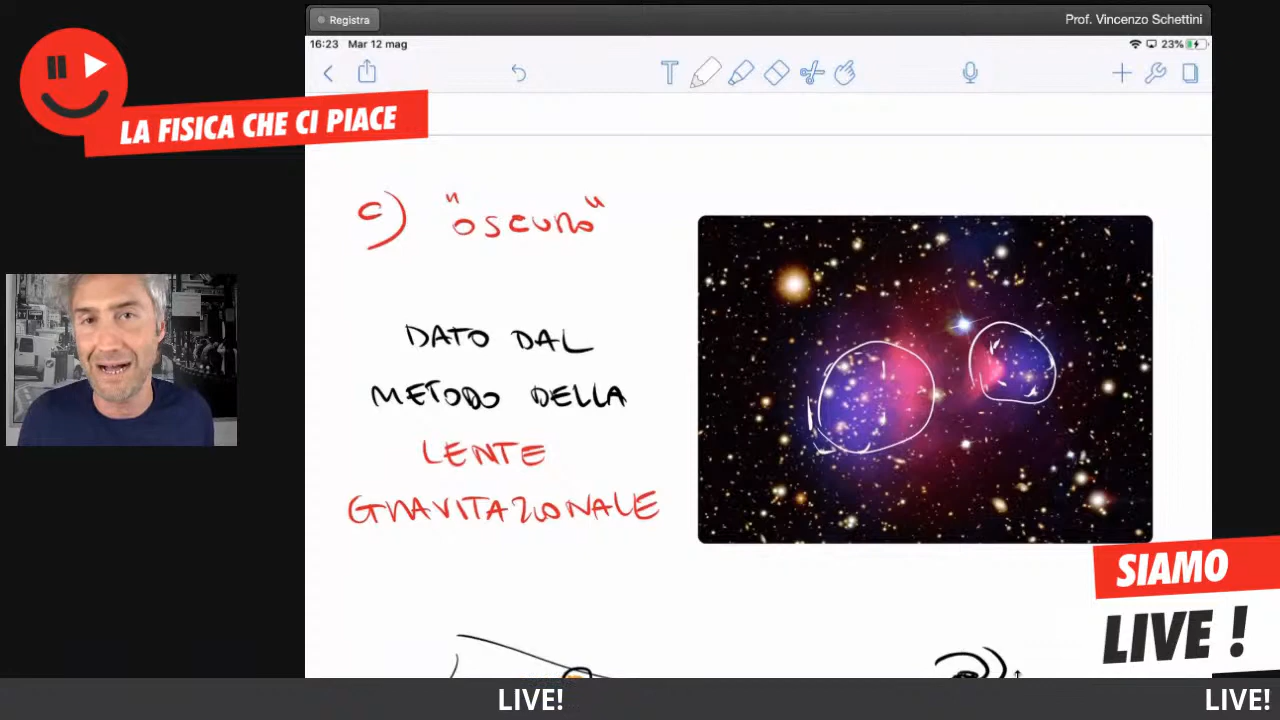 Registra
Prof. Vincenzo Schettini
16:23 Mar 12 mag
23%
LA FISICA CHE CI PIACE
c) "oscuro"
DATO DAL
METODO DELLA
LENTE
GRAVITAZIONALE
SIAMO
LIVE !
LIVE!
LIVE!